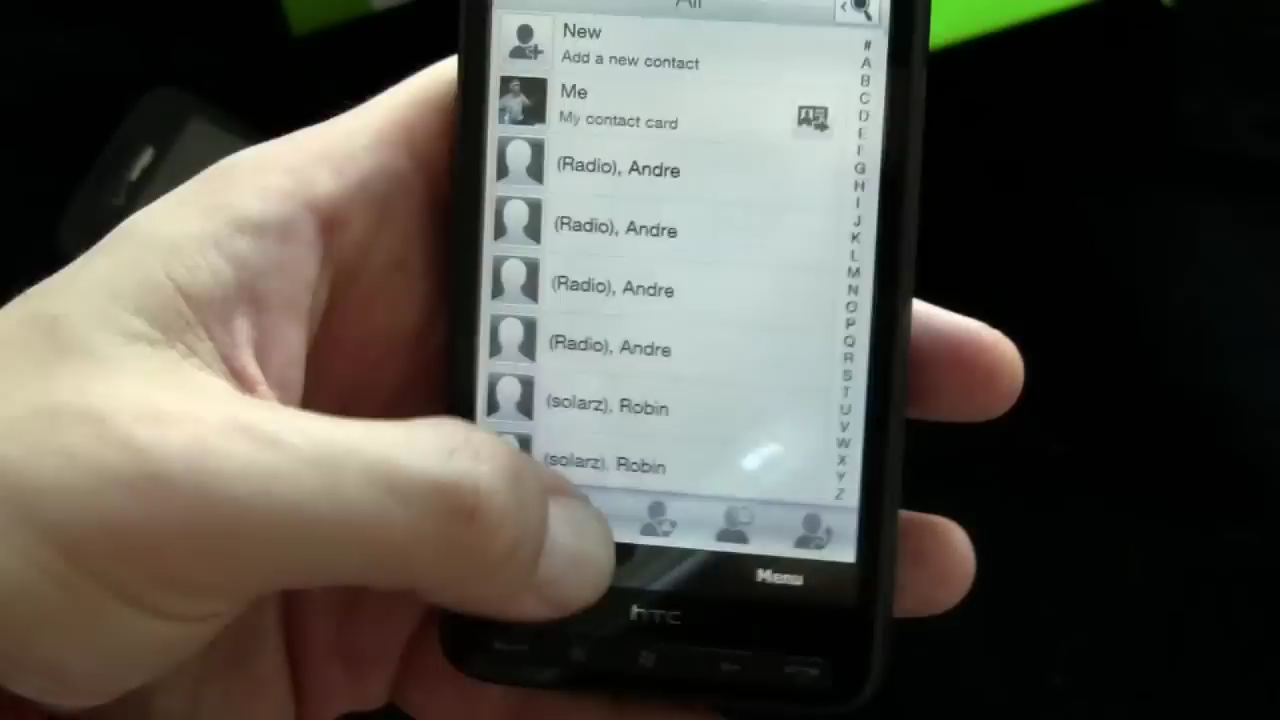 All
New
Add a new contact
Me
My contact card
(Radio), Andre
(Radio), Andre
(Radio), Andre
(Radio), Andre
(solarz), Robin
(solarz), Robin
#
A
B
C
D
E
F
G
H
I
J
K
L
M
N
O
P
Q
R
S
T
U
V
W
X
Y
Z
Menu
hTC